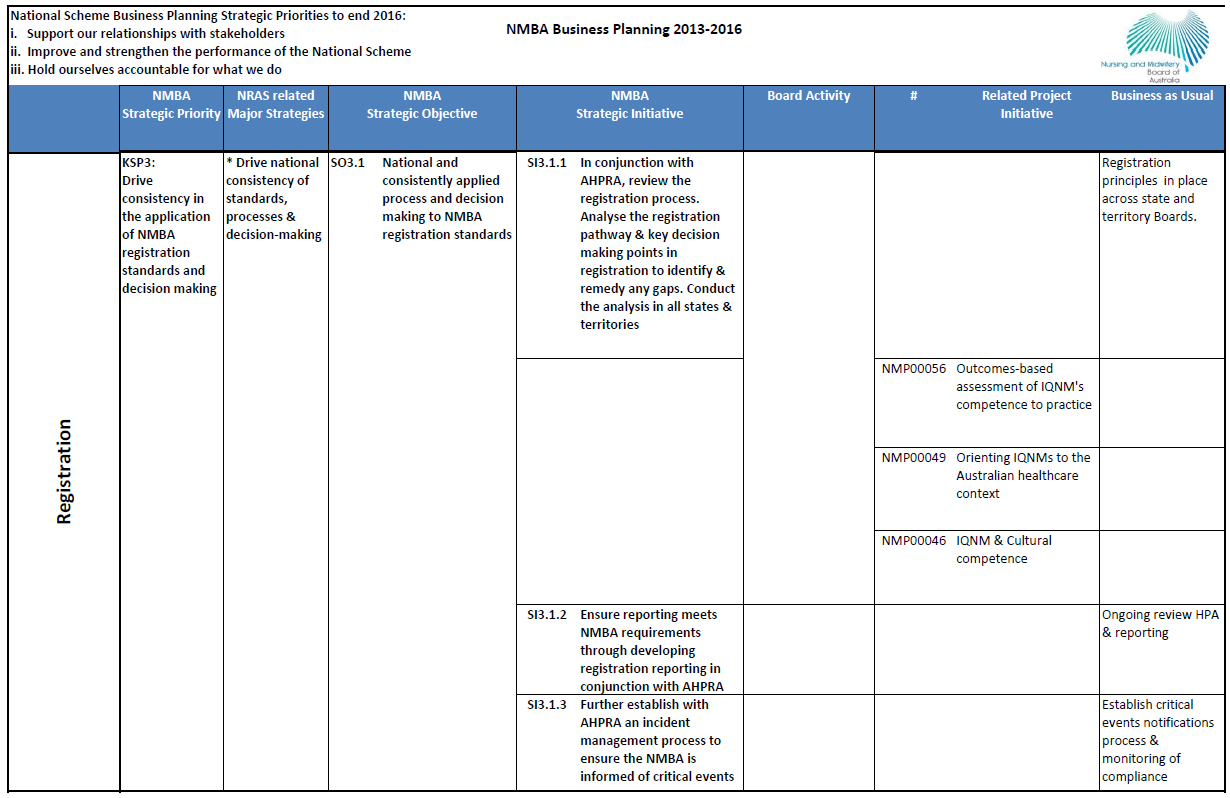 National Scheme Business Planning Strategic Priorities to end 2016:
i. Support our relationships with stakeholders
ii. Improve and strengthen the performance of the National Scheme
iii. Hold ourselves accountable for what we do
NMBA Business Planning 2013-2016
Nursing and Midwifery
Board of
Australia
NMBA
Strategic Priority
NRAS related
Major Strategies
NMBA
Strategic Objective
NMBA
Strategic Initiative
Board Activity
#
Related Project
Initiative
Business as Usual
Registration
KSP3:
Drive
consistency in
the application
of NMBA
registration
standards and
decision making
* Drive national
consistency of
standards,
processes &
decision-making
SO3.1 National and
consistently applied
process and decision
making to NMBA
registration standards
SI3.1.1 In conjunction with
AHPRA, review the
registration process.
Analyse the registration
pathway & key decision
making points in
registration to identify &
remedy any gaps. Conduct
the analysis in all states &
territories
Registration
principles in place
across state and
territory Boards.
NMP00056 Outcomes-based
assessment of IQNM's
competence to practice
NMP00049 Orienting IQNMs to the
Australian healthcare
context
NMP00046 IQNM & Cultural
competence
SI3.1.2 Ensure reporting meets
NMBA requirements
through developing
registration reporting in
conjunction with AHPRA
Ongoing review HPA
& reporting
SI3.1.3 Further establish with
AHPRA an incident
management process to
ensure the NMBA is
informed of critical events
Establish critical
events notifications
process &
monitoring of
compliance